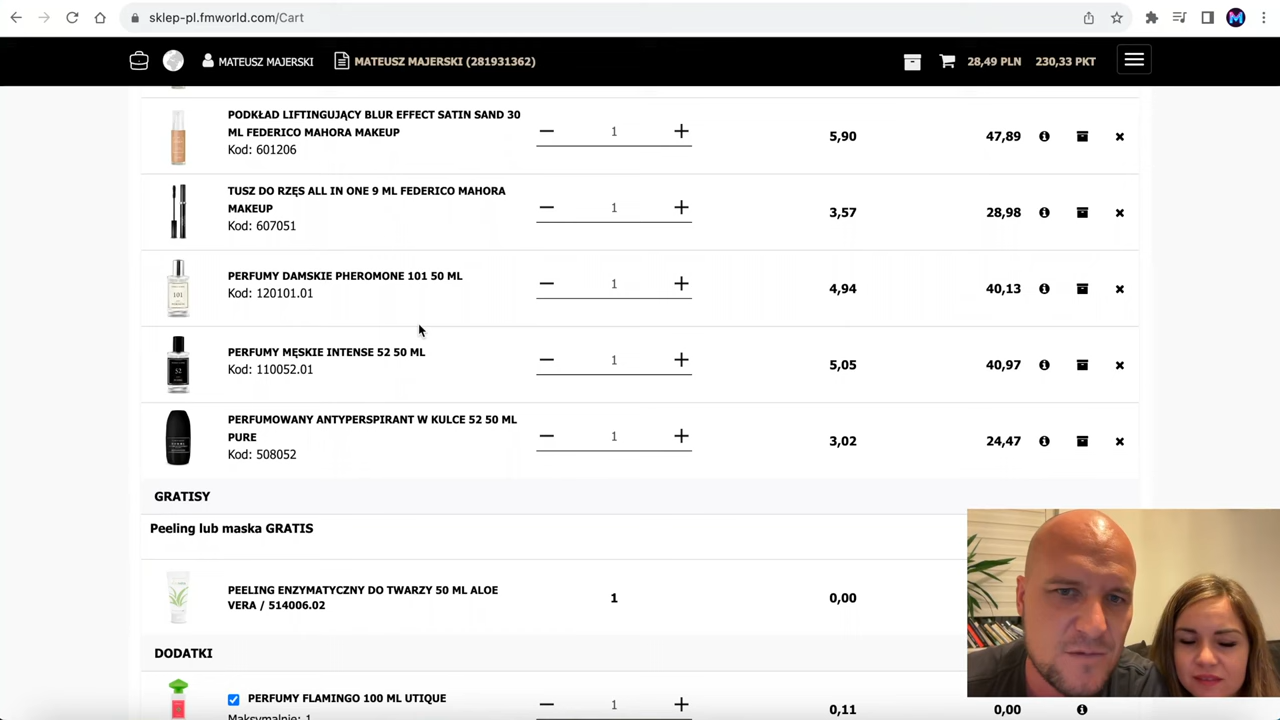 sklep-pl.fmworld.com/Cart
MATEUSZ MAJERSKI
MATEUSZ MAJERSKI (281931362)
28,49 PLN
230,33 PKT
PODKŁAD LIFTINGUJĄCY BLUR EFFECT SATIN SAND 30
ML FEDERICO MAHORA MAKEUP
Kod: 601206
1
5,90
47,89
TUSZ DO RZĘS ALL IN ONE 9 ML FEDERICO MAHORA
MAKEUP
Kod: 607051
1
3,57
28,98
PERFUMY DAMSKIE PHEROMONE 101 50 ML
Kod: 120101.01
1
4,94
40,13
PERFUMY MĘSKIE INTENSE 52 50 ML
Kod: 110052.01
1
5,05
40,97
PERFUMOWANY ANTYPERSPIRANT W KULCE 52 50 ML
PURE
Kod: 508052
1
3,02
24,47
GRATISY
Peeling lub maska GRATIS
PEELING ENZYMATYCZNY DO TWARZY 50 ML ALOE
VERA / 514006.02
1
0,00
DODATKI
PERFUMY FLAMINGO 100 ML UTIQUE
Maksymalnie: 1
1
0,11
0,00